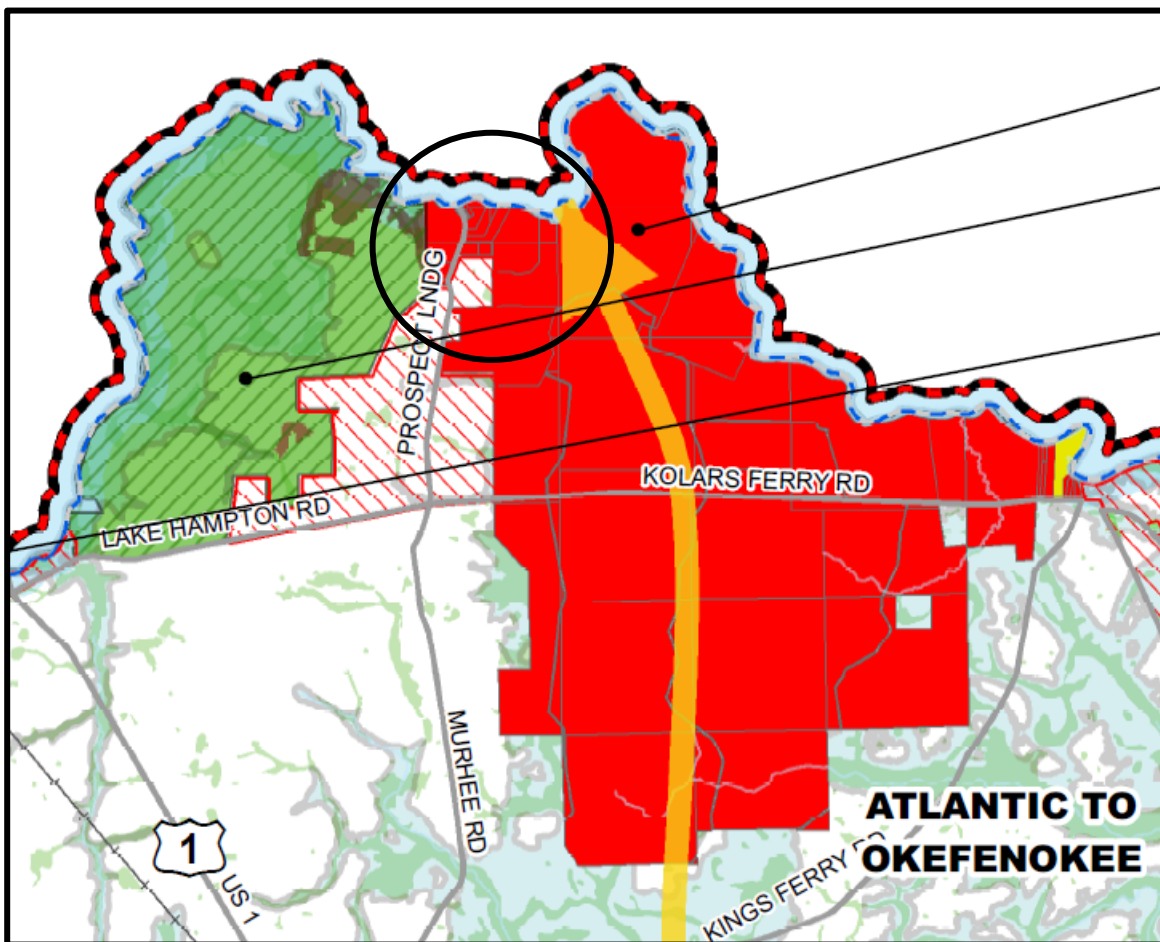 PROSPECT LNDG
KOLARS FERRY RD
LAKE HAMPTON RD
MURHEE RD
1
US 1
ATLANTIC TO
OKEFENOKEE
KINGS FERRY RD